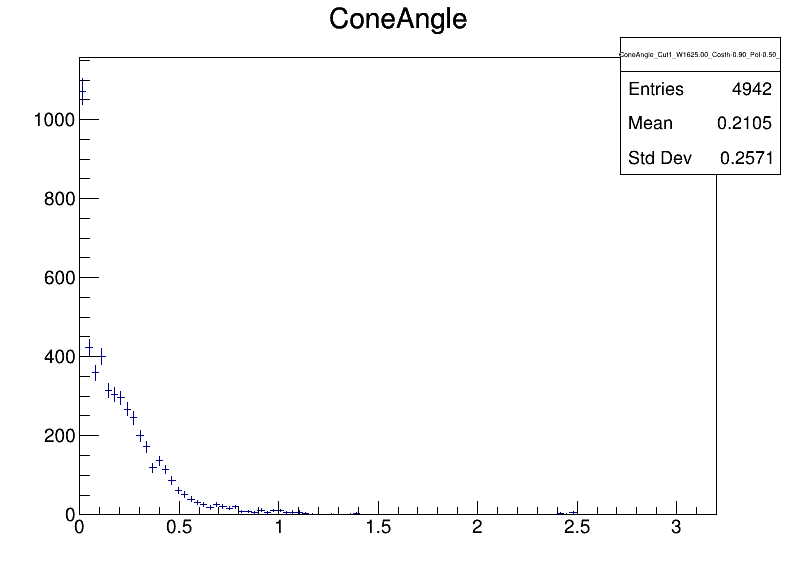 ConeAngle
ConeAngle_Cut1_W1625.00_Costh-0.90_Pol-0.50_
Entries 4942
Mean 0.2105
Std Dev 0.2571
1000
800
600
400
200
0
0 0.5 1 1.5 2 2.5 3